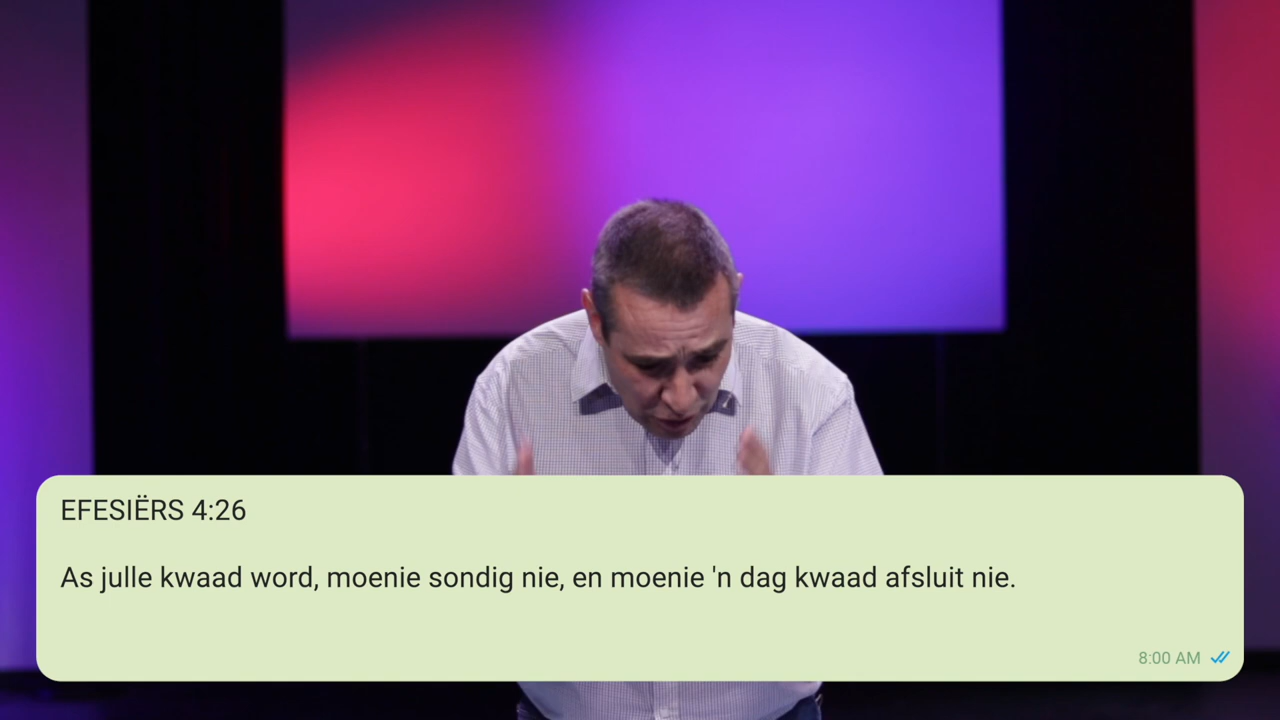 EFESIËRS 4:26
As julle kwaad word, moenie sondig nie, en moenie 'n dag kwaad afsluit nie.
8:00 AM